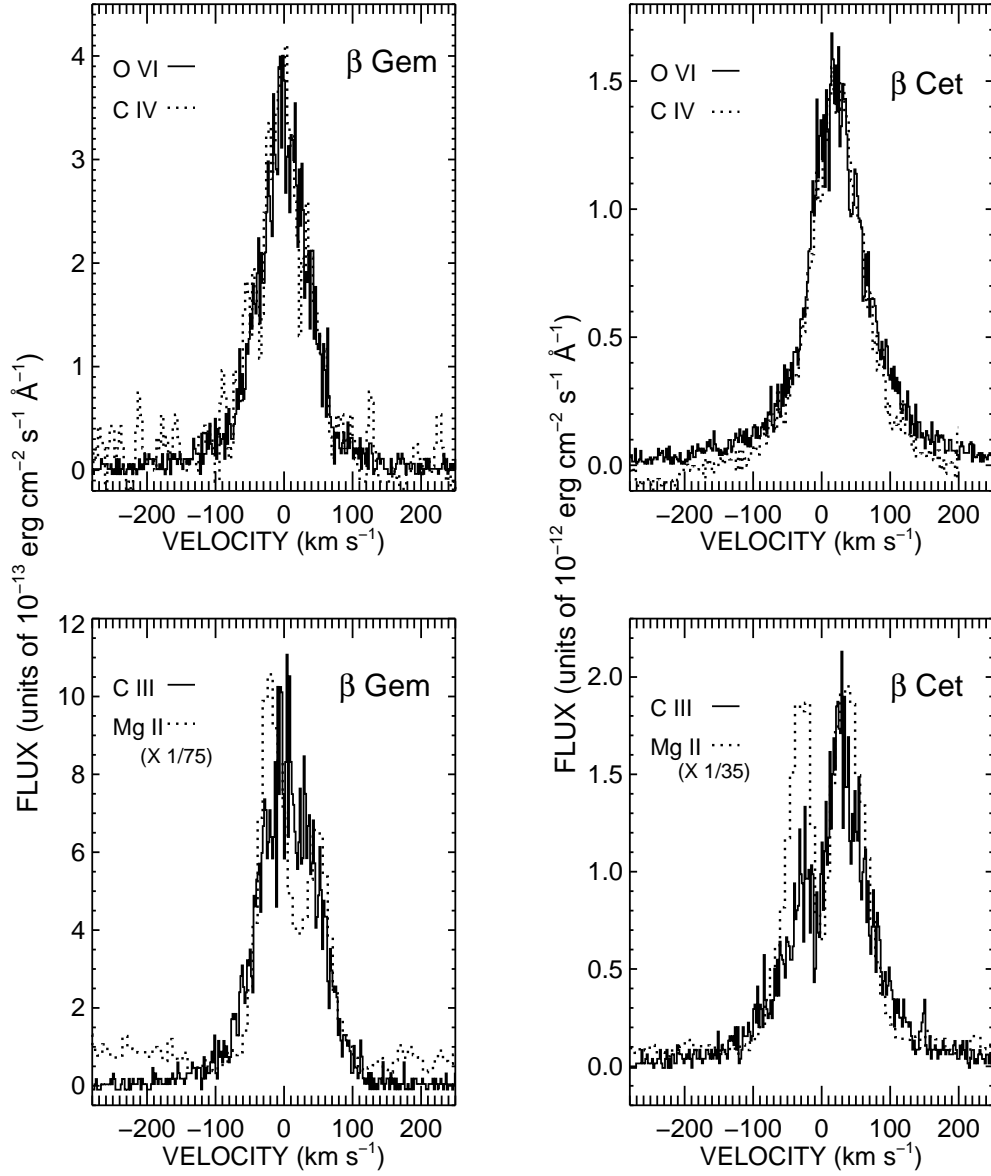 β Gem
O VI
C IV
4
3
2
1
0
−200 −100 0 100 200
VELOCITY (km s⁻¹)
β Cet
O VI
C IV
1.5
1.0
0.5
0.0
−200 −100 0 100 200
VELOCITY (km s⁻¹)
FLUX (units of 10⁻¹³ erg cm⁻² s⁻¹ Å⁻¹)
FLUX (units of 10⁻¹² erg cm⁻² s⁻¹ Å⁻¹)
β Gem
C III
Mg II
(X 1/75)
12
10
8
6
4
2
0
−200 −100 0 100 200
VELOCITY (km s⁻¹)
β Cet
C III
Mg II
(X 1/35)
2.0
1.5
1.0
0.5
0.0
−200 −100 0 100 200
VELOCITY (km s⁻¹)